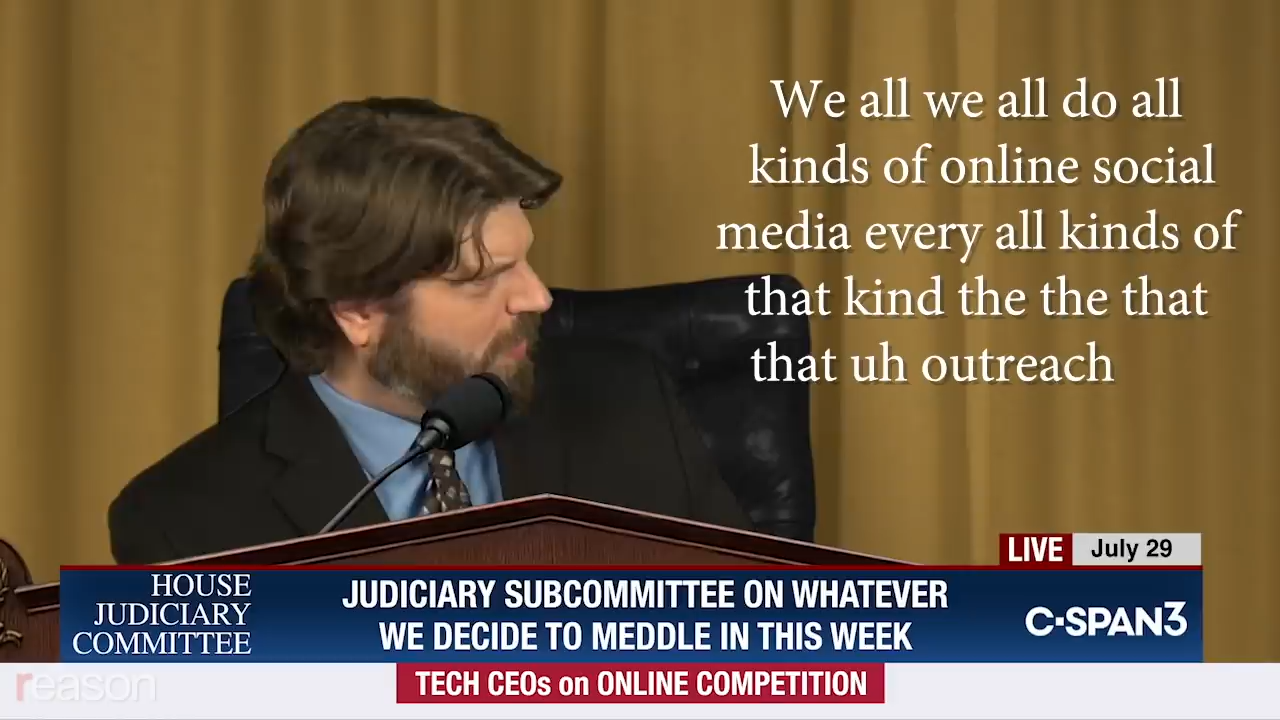 We all we all do all
kinds of online social
media every all kinds of
that kind the the that
that uh outreach
LIVE July 29
HOUSE
JUDICIARY
COMMITTEE
JUDICIARY SUBCOMMITTEE ON WHATEVER
WE DECIDE TO MEDDLE IN THIS WEEK
C-SPAN3
reason
TECH CEOs on ONLINE COMPETITION